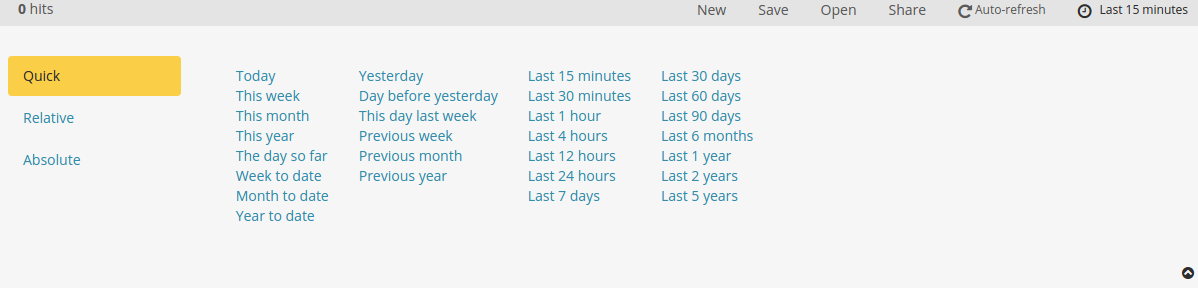 0 hits New Save Open Share Auto-refresh Last 15 minutes
Quick
Relative
Absolute
Today
This week
This month
This year
The day so far
Week to date
Month to date
Year to date
Yesterday
Day before yesterday
This day last week
Previous week
Previous month
Previous year
Last 15 minutes
Last 30 minutes
Last 1 hour
Last 4 hours
Last 12 hours
Last 24 hours
Last 7 days
Last 30 days
Last 60 days
Last 90 days
Last 6 months
Last 1 year
Last 2 years
Last 5 years